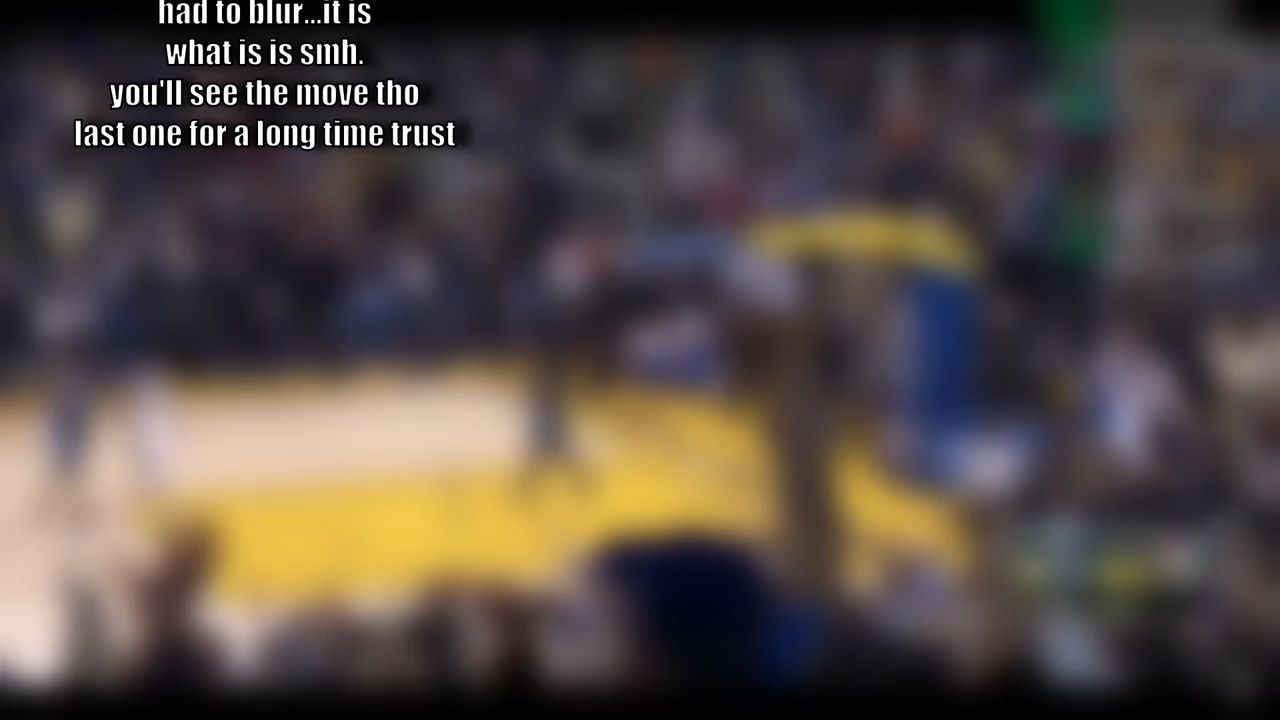 had to blur...it is
what is is smh.
you'll see the move tho
last one for a long time trust